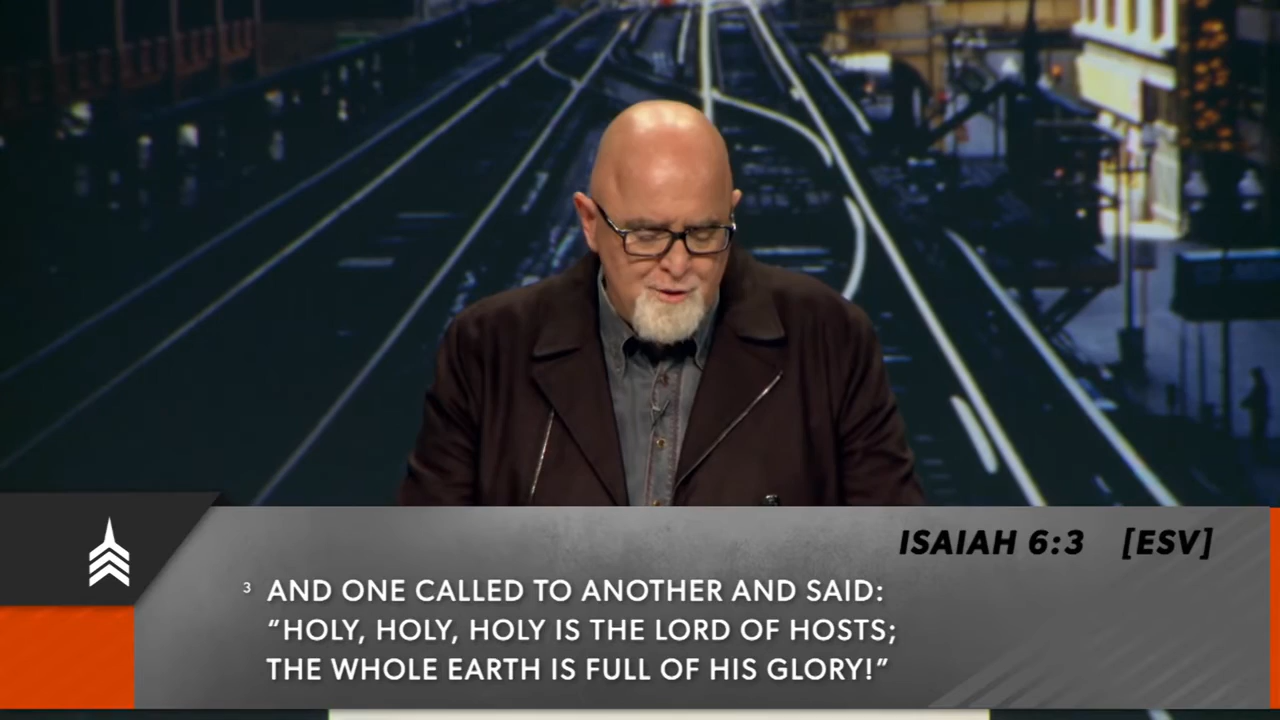 ISAIAH 6:3 [ESV]
3 AND ONE CALLED TO ANOTHER AND SAID:
“HOLY, HOLY, HOLY IS THE LORD OF HOSTS;
THE WHOLE EARTH IS FULL OF HIS GLORY!”